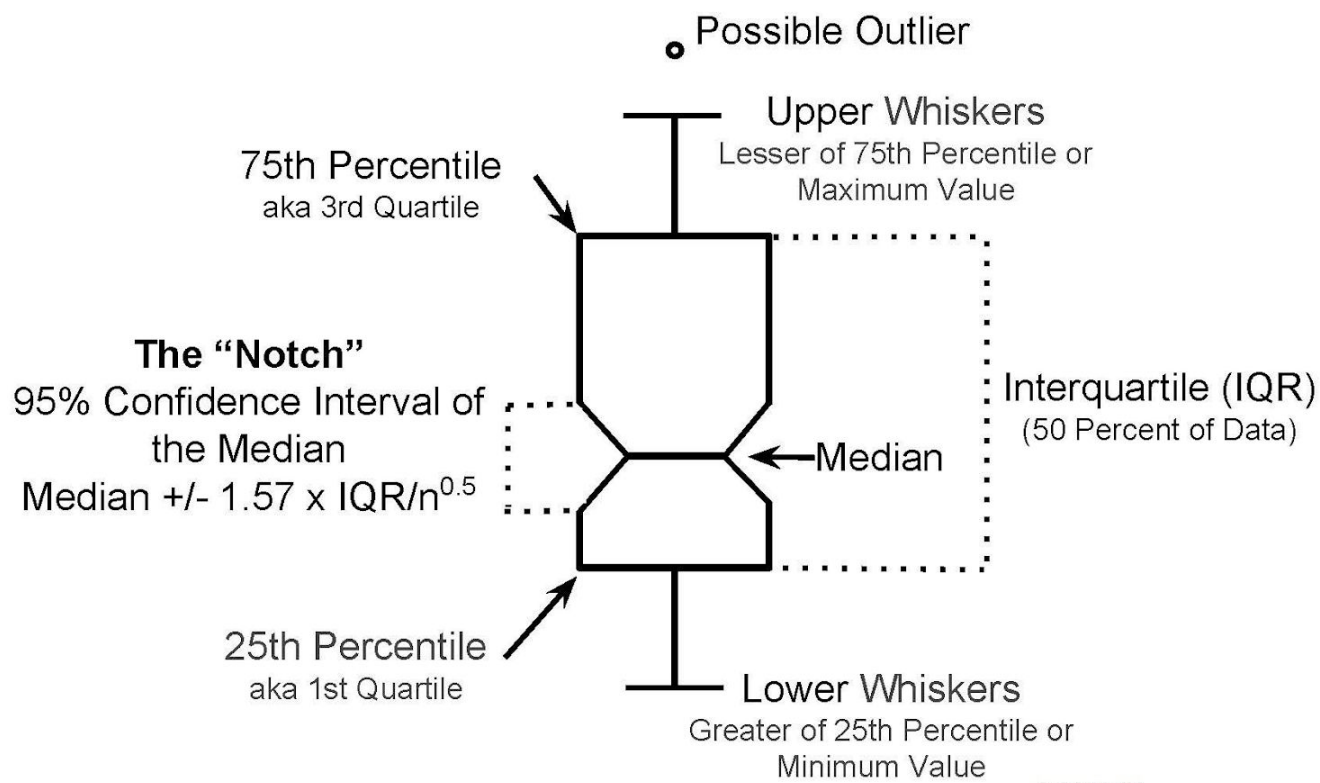 Possible Outlier
Upper Whiskers
Lesser of 75th Percentile or
Maximum Value
75th Percentile
aka 3rd Quartile
The “Notch”
95% Confidence Interval of
the Median
Median +/- 1.57 x IQR/n^0.5
Interquartile (IQR)
(50 Percent of Data)
Median
25th Percentile
aka 1st Quartile
Lower Whiskers
Greater of 25th Percentile or
Minimum Value